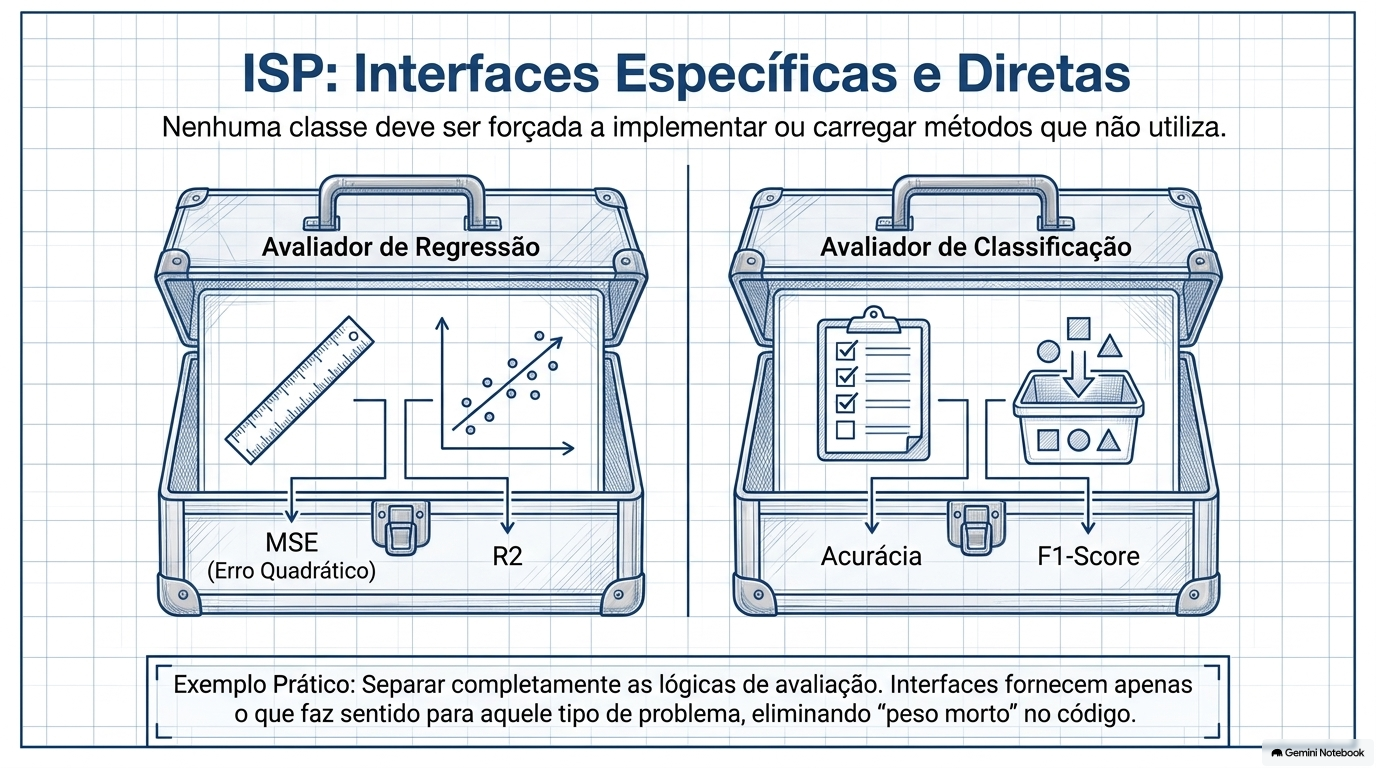 ISP: Interfaces Específicas e Diretas
Nenhuma classe deve ser forçada a implementar ou carregar métodos que não utiliza.
Avaliador de Regressão
MSE
(Erro Quadrático)
R2
Avaliador de Classificação
Acurácia
F1-Score
Exemplo Prático: Separar completamente as lógicas de avaliação. Interfaces fornecem apenas
o que faz sentido para aquele tipo de problema, eliminando “peso morto” no código.
Gemini Notebook